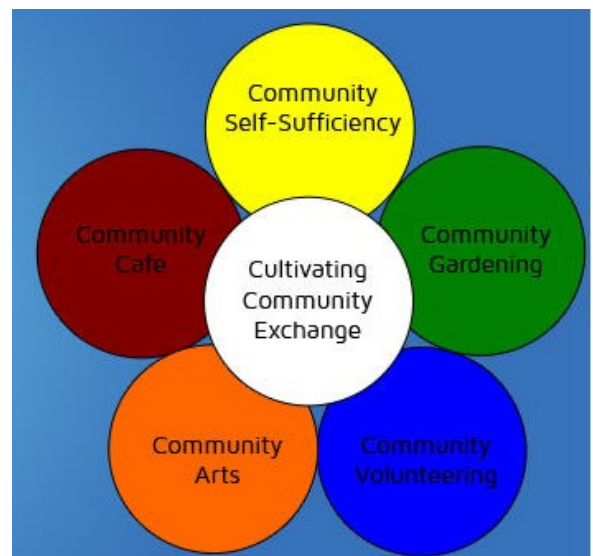 Community
Self-Sufficiency
Community
Cafe
Community
Gardening
Cultivating
Community
Exchange
Community
Arts
Community
Volunteering